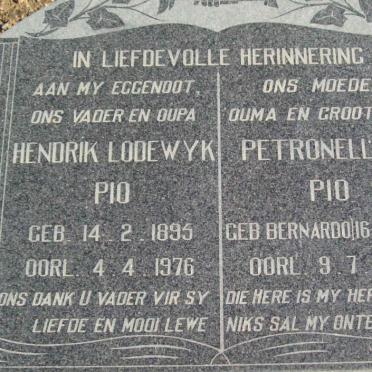 IN LIEFDEVOLLE HERINNERING
AAN MY EGGENOOT,
ONS VADER EN OUPA
HENDRIK LODEWYK
PIO
GEB. 14 . 2 . 1895
OORL. 4 . 4 . 1976
ONS DANK U VADER VIR SY
LIEFDE EN MOOI LEWE
ONS MOEDE
OUMA EN GROOT
PETRONELL
PIO
GEB BERNARDO 16
OORL. 9 . 7
DIE HERE IS MY HER
NIKS SAL MY ONTB